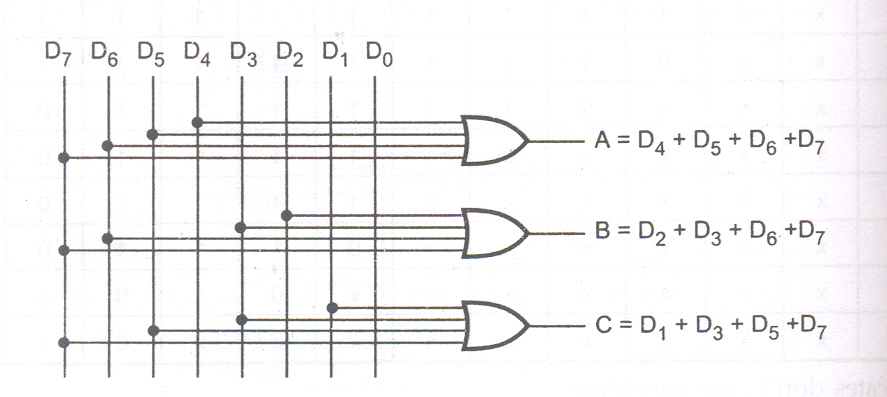 D₇ D₆ D₅ D₄ D₃ D₂ D₁ D₀
A = D₄ + D₅ + D₆ +D₇
B = D₂ + D₃ + D₆ +D₇
C = D₁ + D₃ + D₅ +D₇